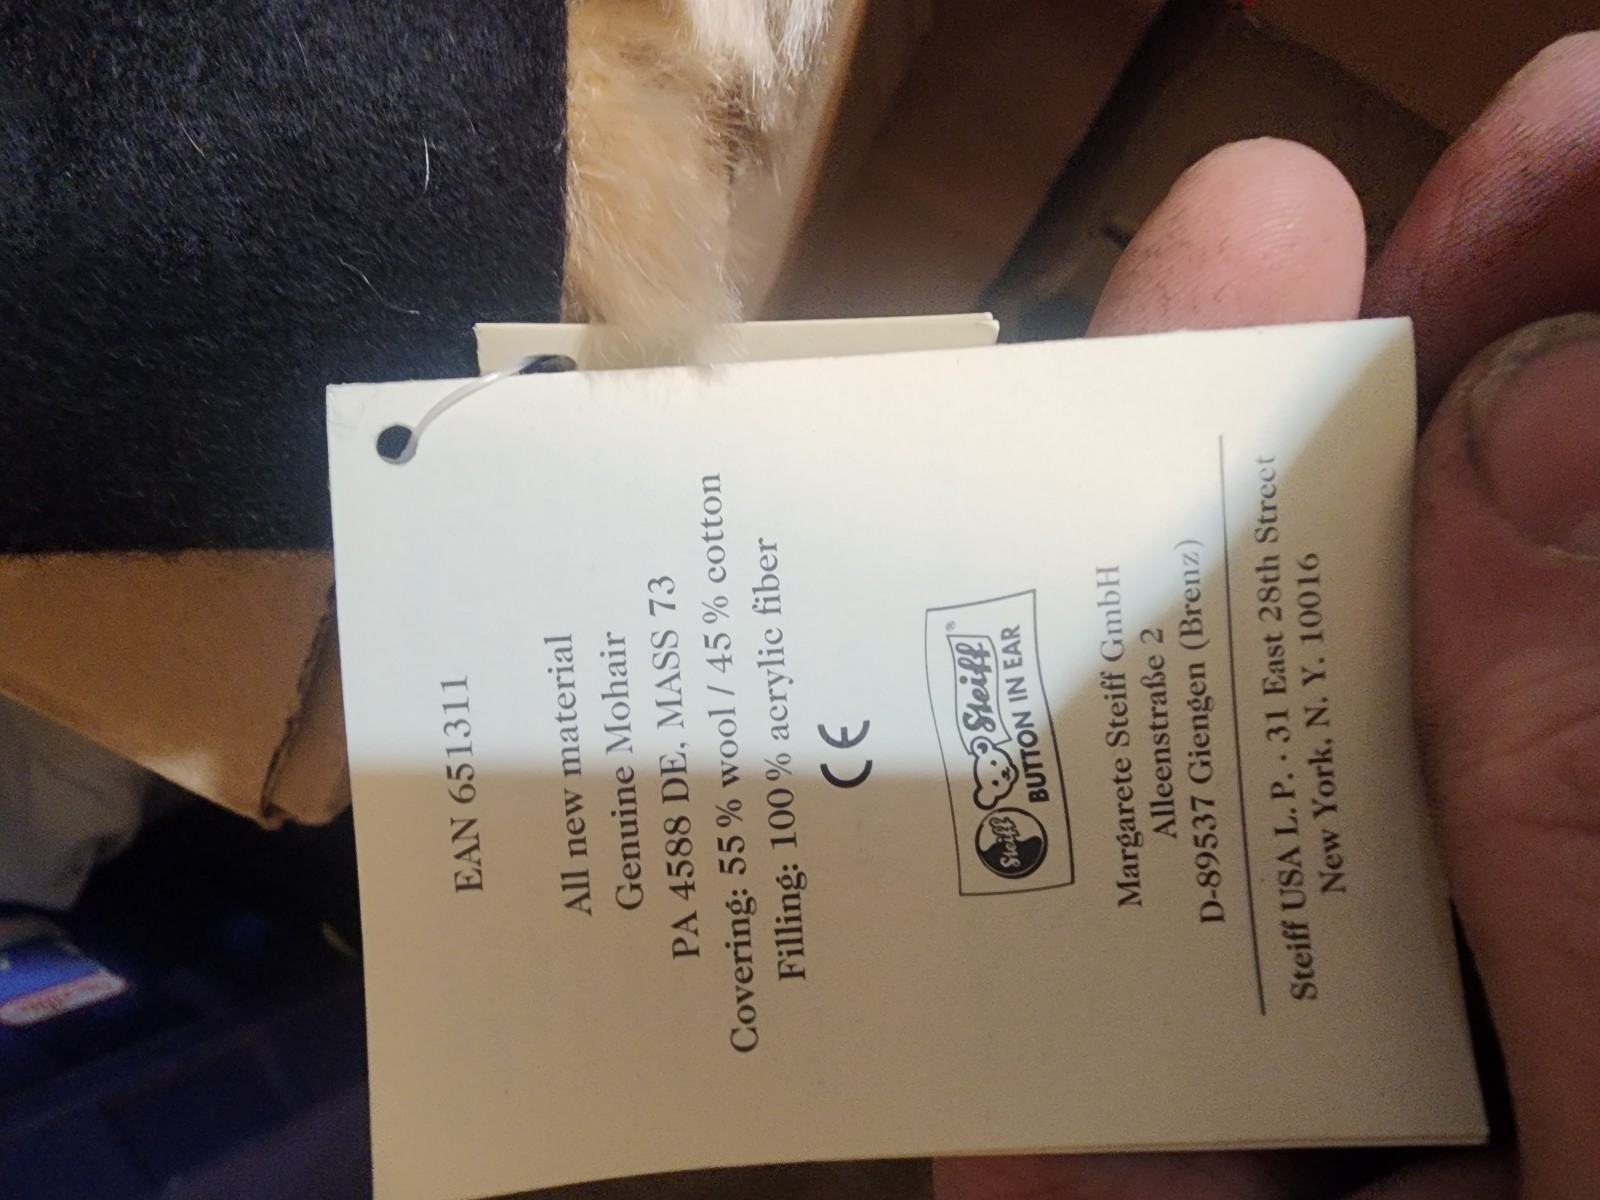 EAN 651311
All new material
Genuine Mohair
PA 4588 DE, MASS 73
Covering: 55 % wool / 45 % cotton
Filling: 100 % acrylic fiber
CE
Steiff
Steiff®
BUTTON IN EAR
Margarete Steiff GmbH
Alleenstraße 2
D-89537 Giengen (Brenz)
Steiff USA L. P. · 31 East 28th Street
New York, N. Y. 10016